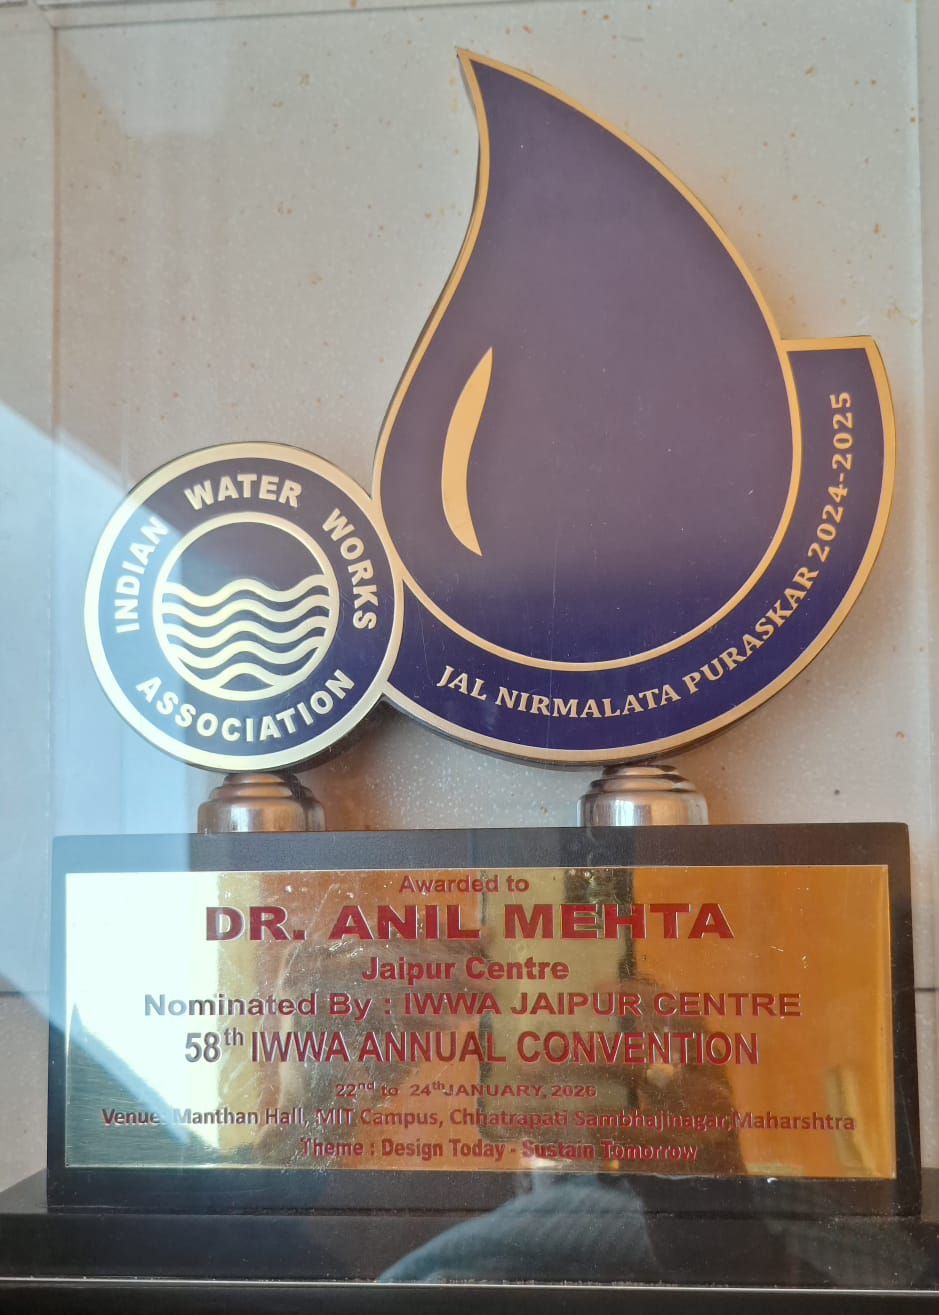 INDIAN WATER WORKS
ASSOCIATION
JAL NIRMALATA PURASKAR 2024-2025
Awarded to
DR. ANIL MEHTA
Jaipur Centre
Nominated By : IWWA JAIPUR CENTRE
58th IWWA ANNUAL CONVENTION
22nd to 24th JANUARY, 2026
Venue: Manthan Hall, MIT Campus, Chhatrapati Sambhajinagar, Maharshtra
Theme : Design Today - Sustain Tomorrow